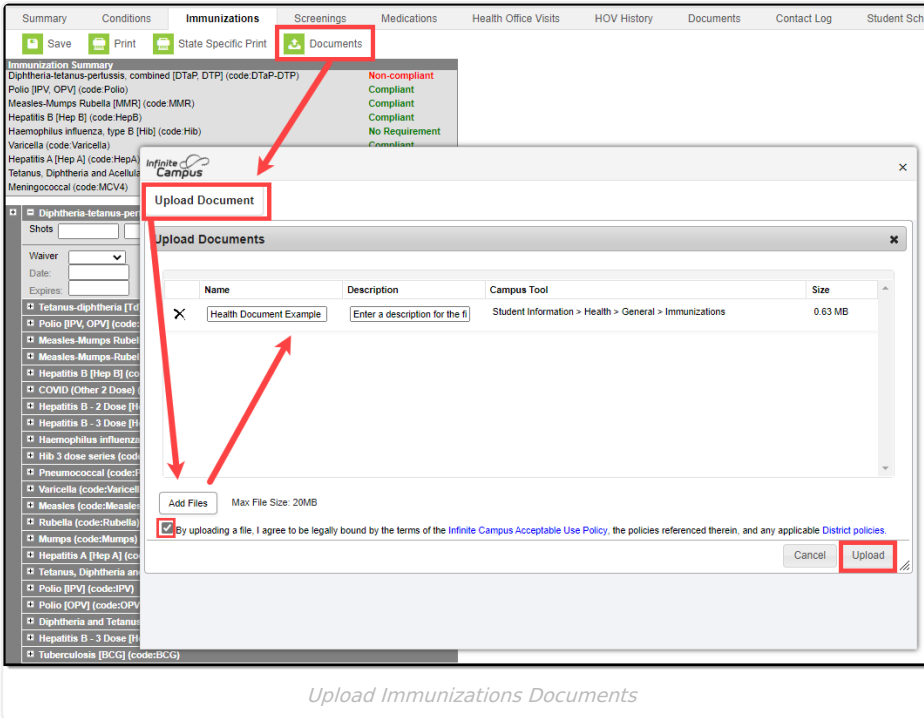 Summary Conditions Immunizations Screenings Medications Health Office Visits HOV History Documents Contact Log Student Sch
Save Print State Specific Print Documents
Immunization Summary
Diphtheria-tetanus-pertussis, combined [DTaP, DTP] (code:DTaP-DTP) Non-compliant
Polio [IPV, OPV] (code:Polio) Compliant
Measles-Mumps Rubella [MMR] (code:MMR) Compliant
Hepatitis B [Hep B] (code:HepB) Compliant
Haemophilus influenza, type B [Hib] (code:Hib) No Requirement
Varicella (code:Varicella) Compliant
Hepatitis A [Hep A] (code:HepA)
Tetanus, Diphtheria and Acellula
Meningococcal (code:MCV4)
Infinite Campus
Upload Document
Upload Documents
Name Description Campus Tool Size
Health Document Example Enter a description for the fi Student Information > Health > General > Immunizations 0.63 MB
Add Files Max File Size: 20MB
By uploading a file, I agree to be legally bound by the terms of the Infinite Campus Acceptable Use Policy, the policies referenced therein, and any applicable District policies.
Cancel Upload
Diphtheria-tetanus-per
Shots
Waiver
Date:
Expires:
Tetanus-diphtheria [Td
Polio [IPV, OPV] (code:
Measles-Mumps Rubel
Measles-Mumps-Rubel
Hepatitis B [Hep B] (co
COVID (Other 2 Dose) (
Hepatitis B - 2 Dose [H
Hepatitis B - 3 Dose [H
Haemophilus influenza
Hib 3 dose series (code
Pneumococcal (code:P
Varicella (code:Varicell
Measles (code:Measles
Rubella (code:Rubella)
Mumps (code:Mumps)
Hepatitis A [Hep A] (co
Tetanus, Diphtheria and
Polio [IPV] (code:IPV)
Polio [OPV] (code:OPV
Diphtheria and Tetanus
Hepatitis B - 3 Dose [H
Tuberculosis [BCG] (code:BCG)
Upload Immunizations Documents